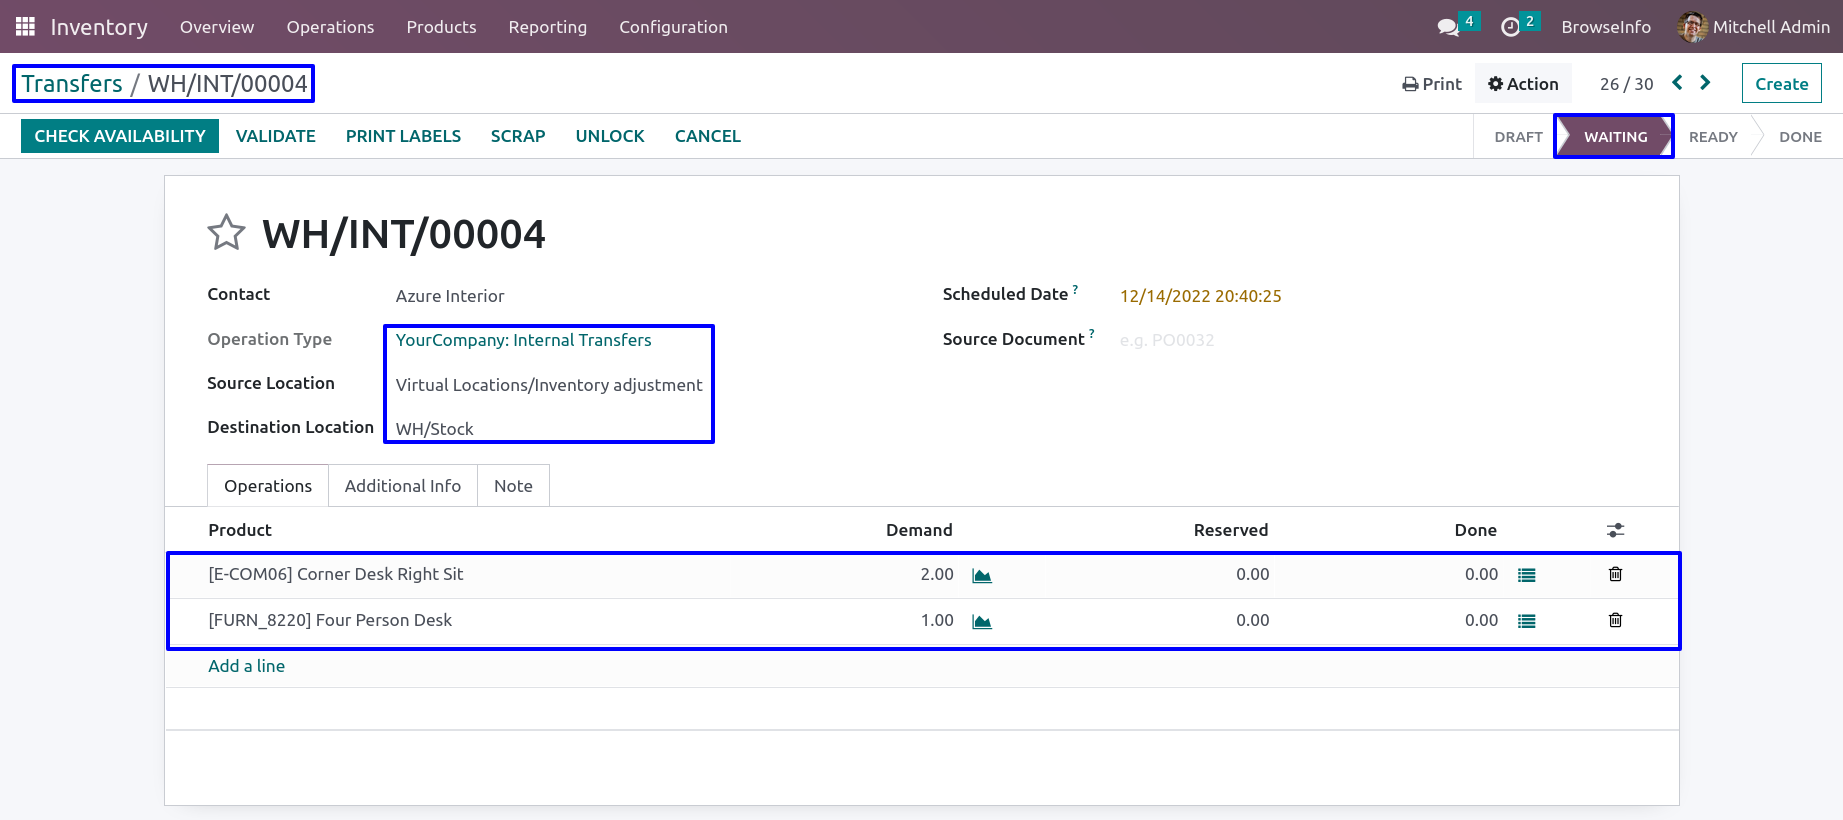 Inventory Overview Operations Products Reporting Configuration 4 2 BrowseInfo Mitchell Admin
Transfers / WH/INT/00004 Print Action 26 / 30 Create
CHECK AVAILABILITY VALIDATE PRINT LABELS SCRAP UNLOCK CANCEL DRAFT WAITING READY DONE
WH/INT/00004
Contact Azure Interior Scheduled Date ? 12/14/2022 20:40:25
Operation Type YourCompany: Internal Transfers Source Document ? e.g. PO0032
Source Location Virtual Locations/Inventory adjustment
Destination Location WH/Stock
Operations Additional Info Note
Product Demand Reserved Done
[E-COM06] Corner Desk Right Sit 2.00 0.00 0.00
[FURN_8220] Four Person Desk 1.00 0.00 0.00
Add a line